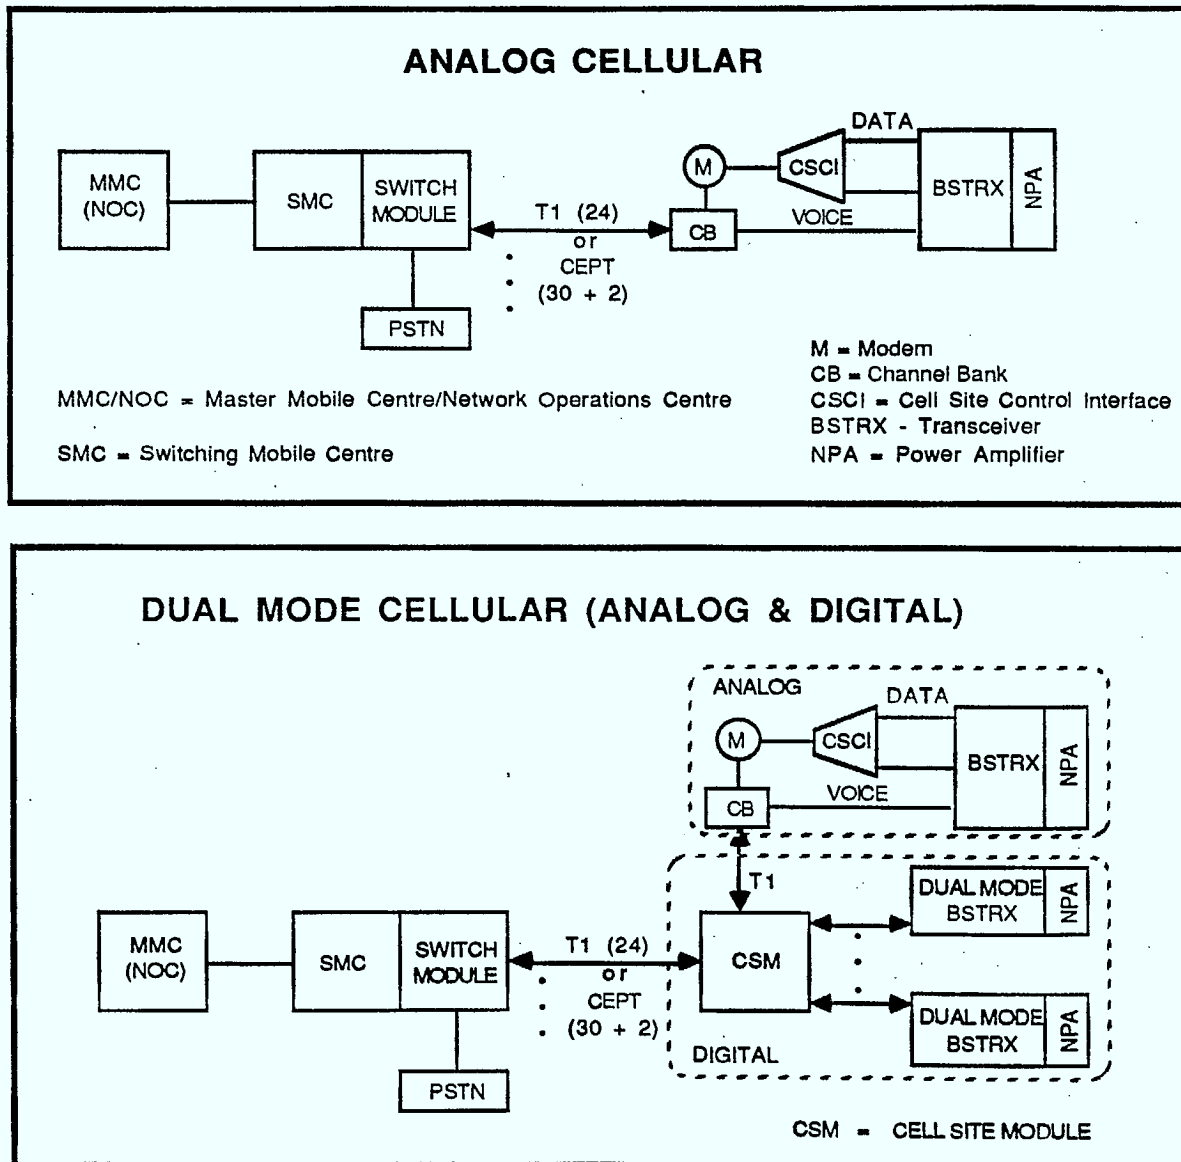 ANALOG CELLULAR
MMC
(NOC)
SMC
SWITCH
MODULE
PSTN
T1 (24)
or
CEPT
(30 + 2)
M
CB
CSCI
DATA
VOICE
BSTRX
NPA
MMC/NOC = Master Mobile Centre/Network Operations Centre
SMC = Switching Mobile Centre
M = Modem
CB = Channel Bank
CSCI = Cell Site Control Interface
BSTRX - Transceiver
NPA = Power Amplifier
DUAL MODE CELLULAR (ANALOG & DIGITAL)
ANALOG
M
CSCI
DATA
CB
VOICE
BSTRX
NPA
T1
MMC
(NOC)
SMC
SWITCH
MODULE
PSTN
T1 (24)
or
CEPT
(30 + 2)
CSM
DUAL MODE
BSTRX
NPA
DUAL MODE
BSTRX
NPA
DIGITAL
CSM = CELL SITE MODULE